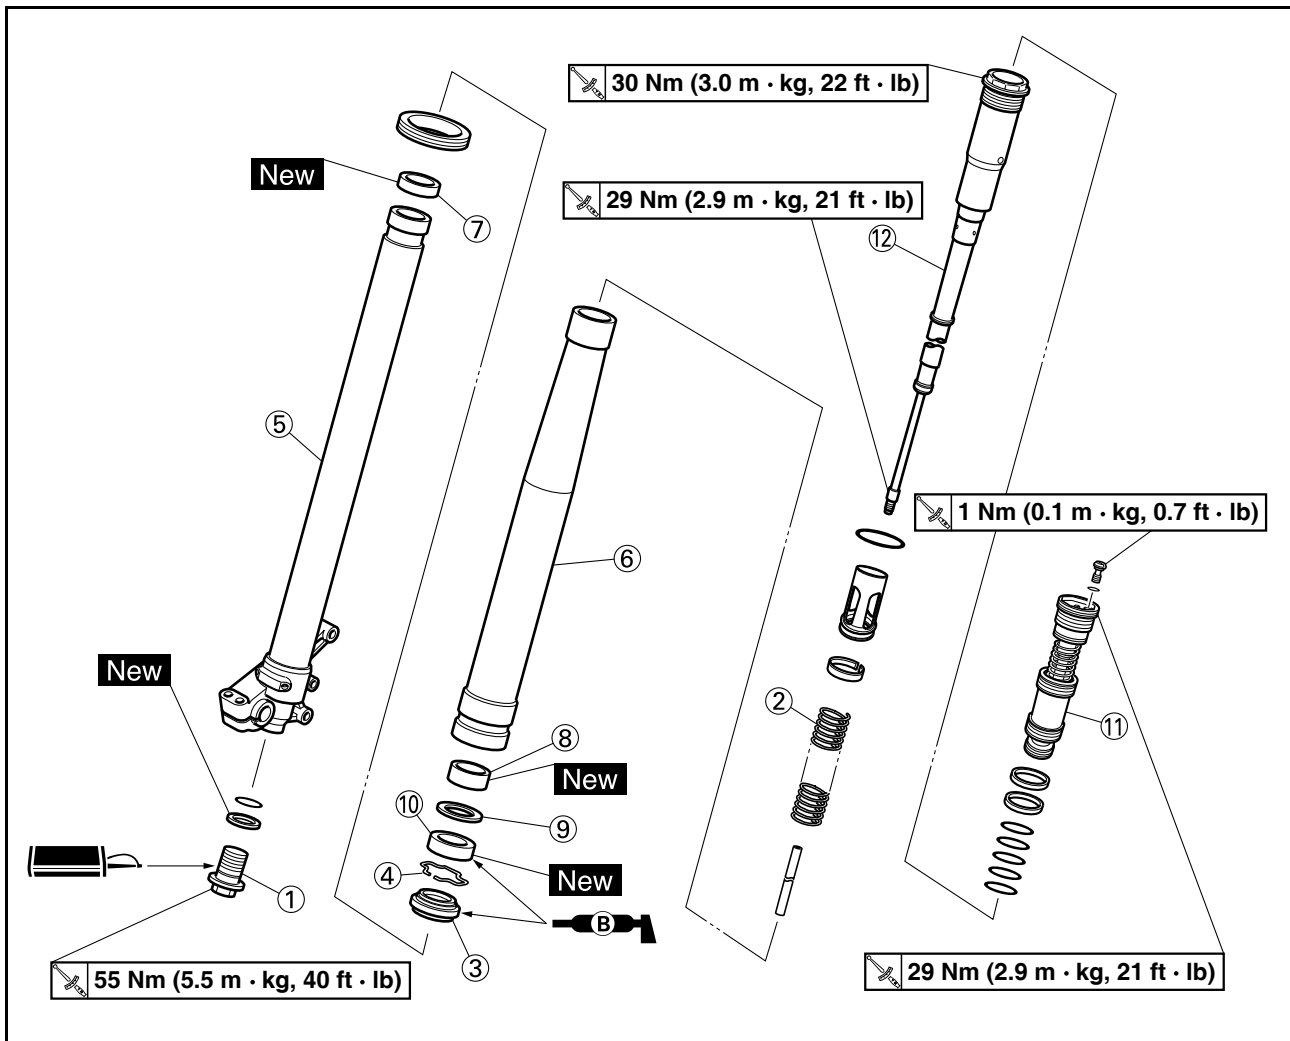 30 Nm (3.0 m · kg, 22 ft · lb)
New
29 Nm (2.9 m · kg, 21 ft · lb)
⑦
⑫
⑤
1 Nm (0.1 m · kg, 0.7 ft · lb)
⑥
New
②
⑪
⑧
New
⑩
⑨
④
New
①
B
③
55 Nm (5.5 m · kg, 40 ft · lb)
29 Nm (2.9 m · kg, 21 ft · lb)